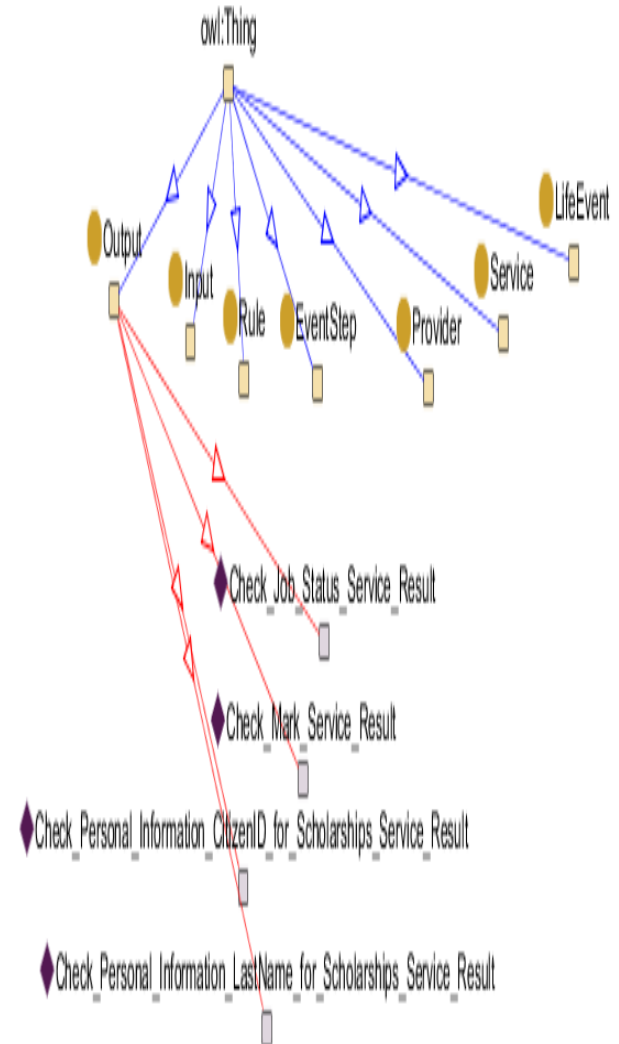 owl:Thing
LifeEvent
Output
Service
Input
Rule
EventStep
Provider
Check_Job_Status_Service_Result
Check_Mark_Service_Result
Check_Personal_Information_CitizenID_for_Scholarships_Service_Result
Check_Personal_Information_LastName_for_Scholarships_Service_Result